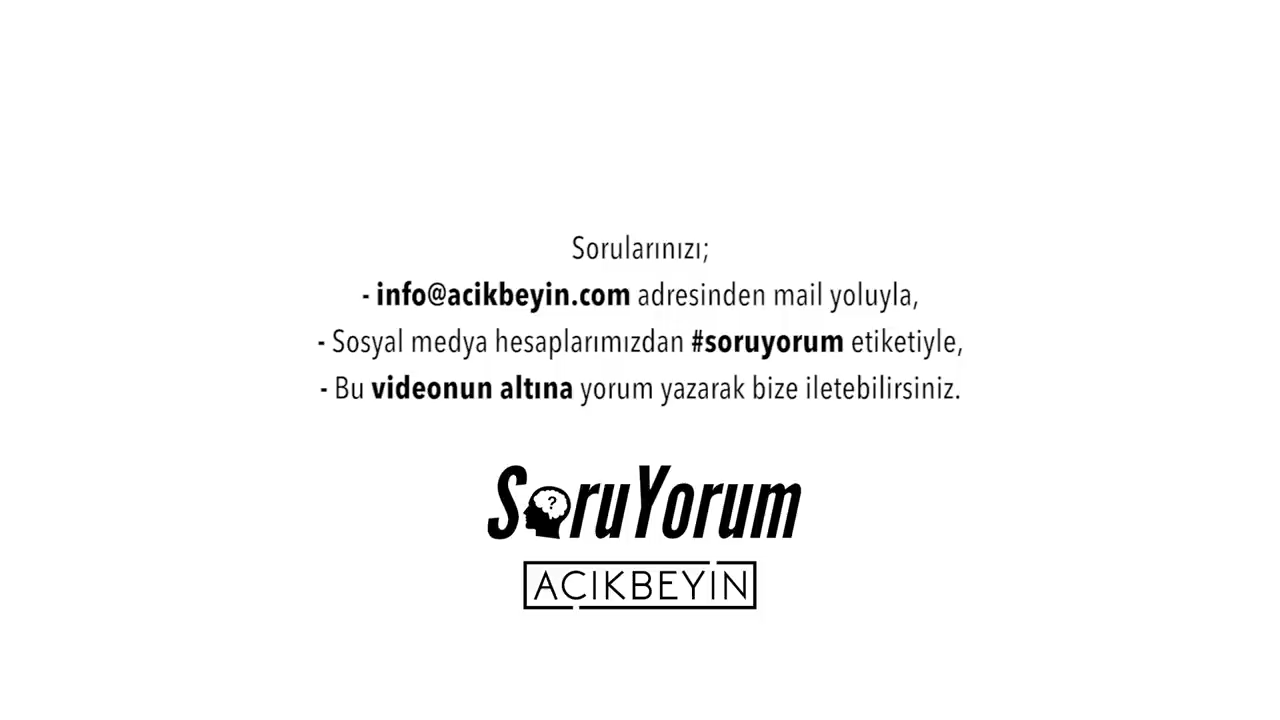 Sorularınızı;
- info@acikbeyin.com adresinden mail yoluyla,
- Sosyal medya hesaplarımızdan #soruyorum etiketiyle,
- Bu videonun altına yorum yazarak bize iletebilirsiniz.
SoruYorum
AÇIKBEYİN